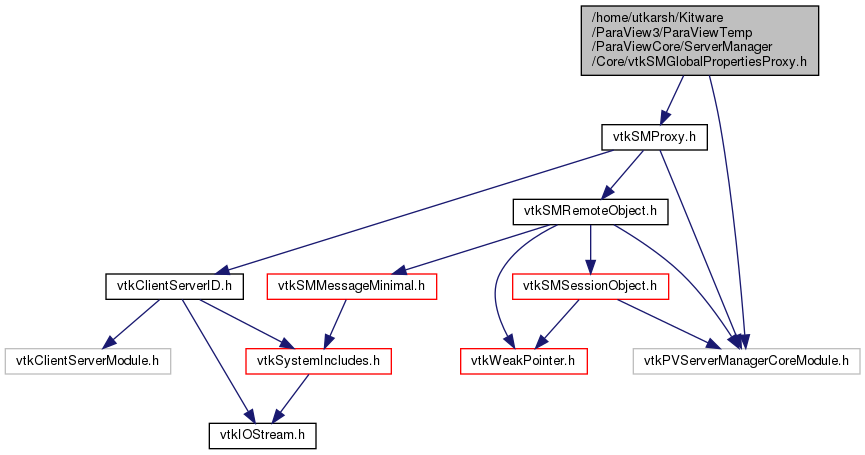 /home/utkarsh/Kitware
/ParaView3/ParaViewTemp
/ParaViewCore/ServerManager
/Core/vtkSMGlobalPropertiesProxy.h
vtkSMProxy.h
vtkSMRemoteObject.h
vtkClientServerID.h
vtkSMMessageMinimal.h
vtkSMSessionObject.h
vtkClientServerModule.h
vtkSystemIncludes.h
vtkWeakPointer.h
vtkPVServerManagerCoreModule.h
vtkIOStream.h